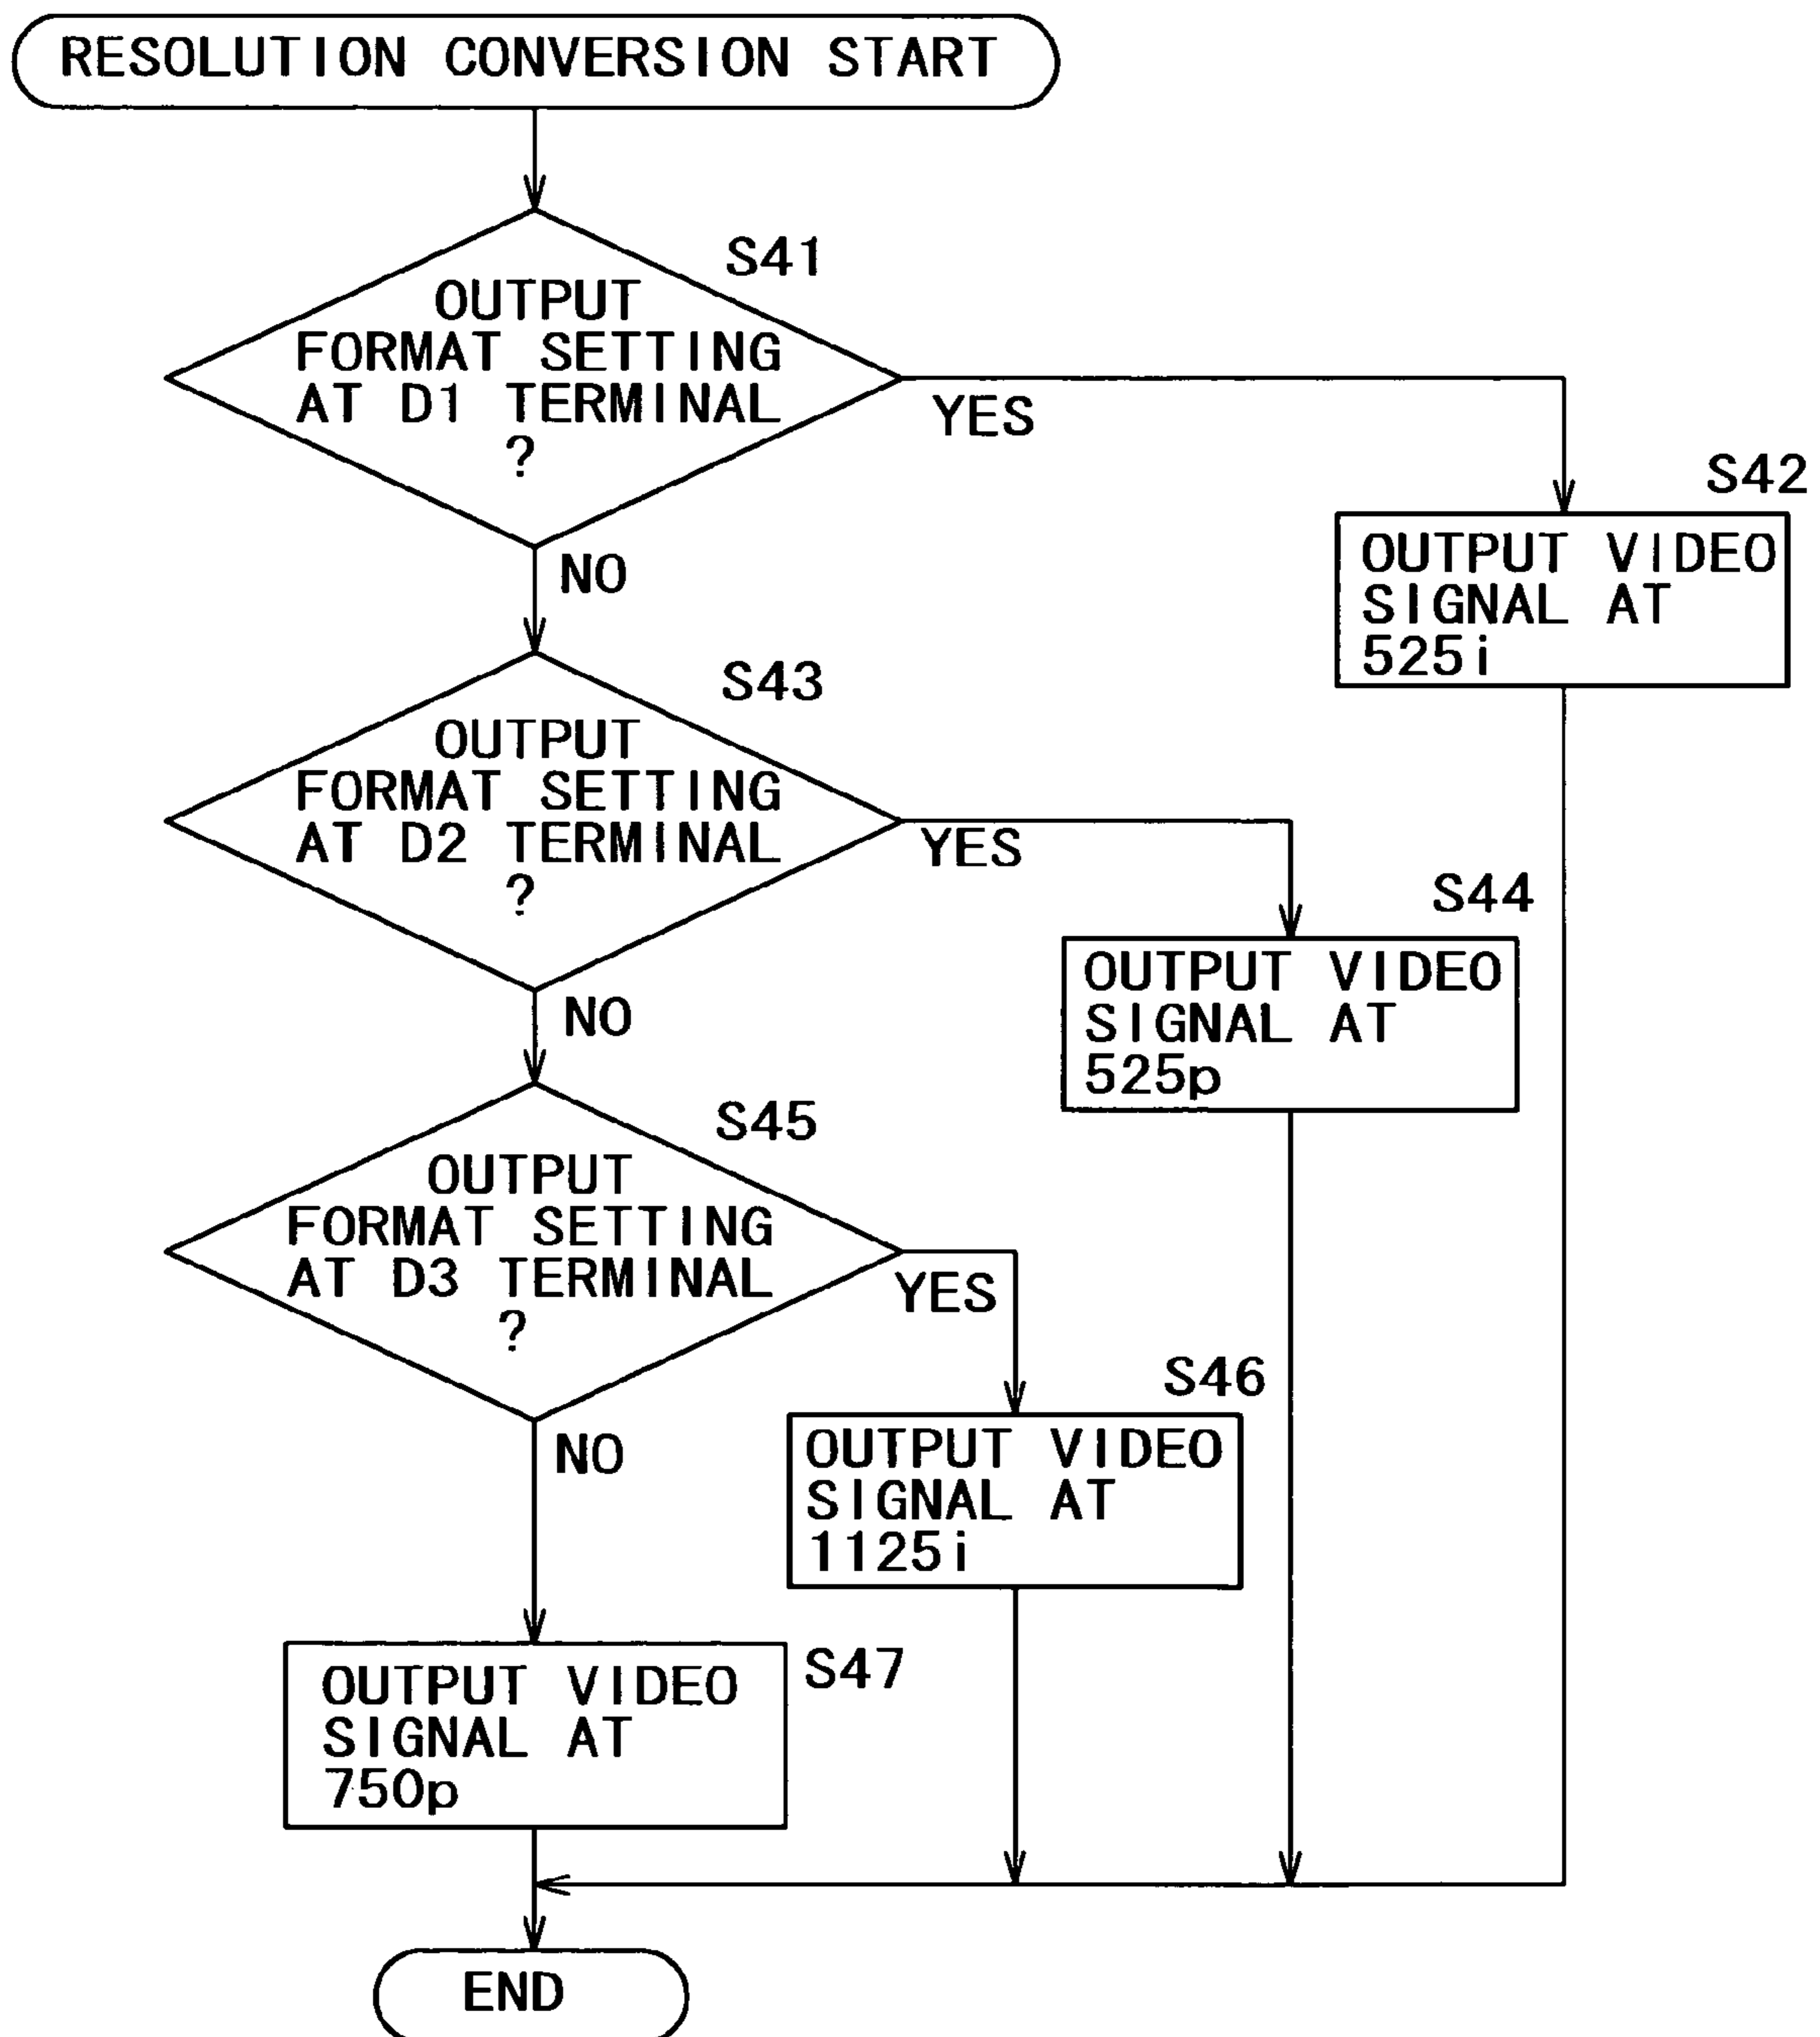 RESOLUTION CONVERSION START
S41
OUTPUT
FORMAT SETTING
AT D1 TERMINAL
?
YES
NO
S42
OUTPUT VIDEO
SIGNAL AT
525i
S43
OUTPUT
FORMAT SETTING
AT D2 TERMINAL
?
YES
NO
S44
OUTPUT VIDEO
SIGNAL AT
525p
S45
OUTPUT
FORMAT SETTING
AT D3 TERMINAL
?
YES
NO
S46
OUTPUT VIDEO
SIGNAL AT
1125i
S47
OUTPUT VIDEO
SIGNAL AT
750p
END